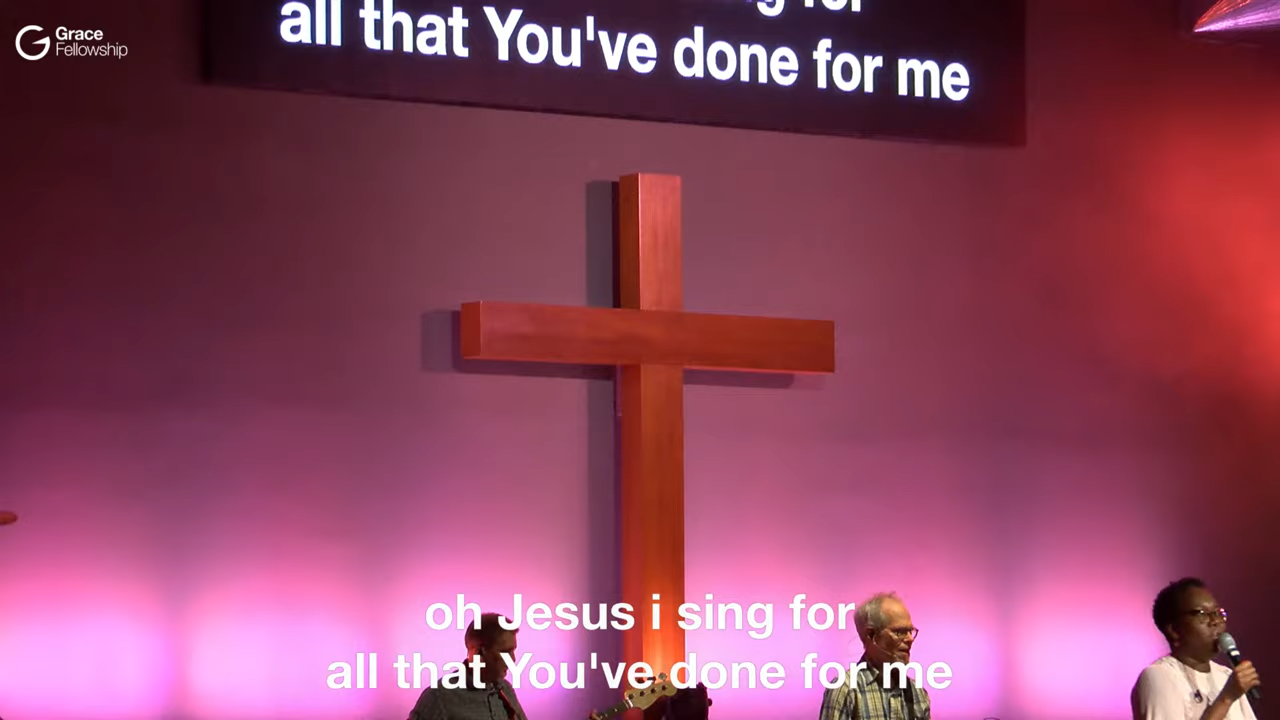 Grace
Fellowship
all that You've done for me
oh Jesus i sing for
all that You've done for me